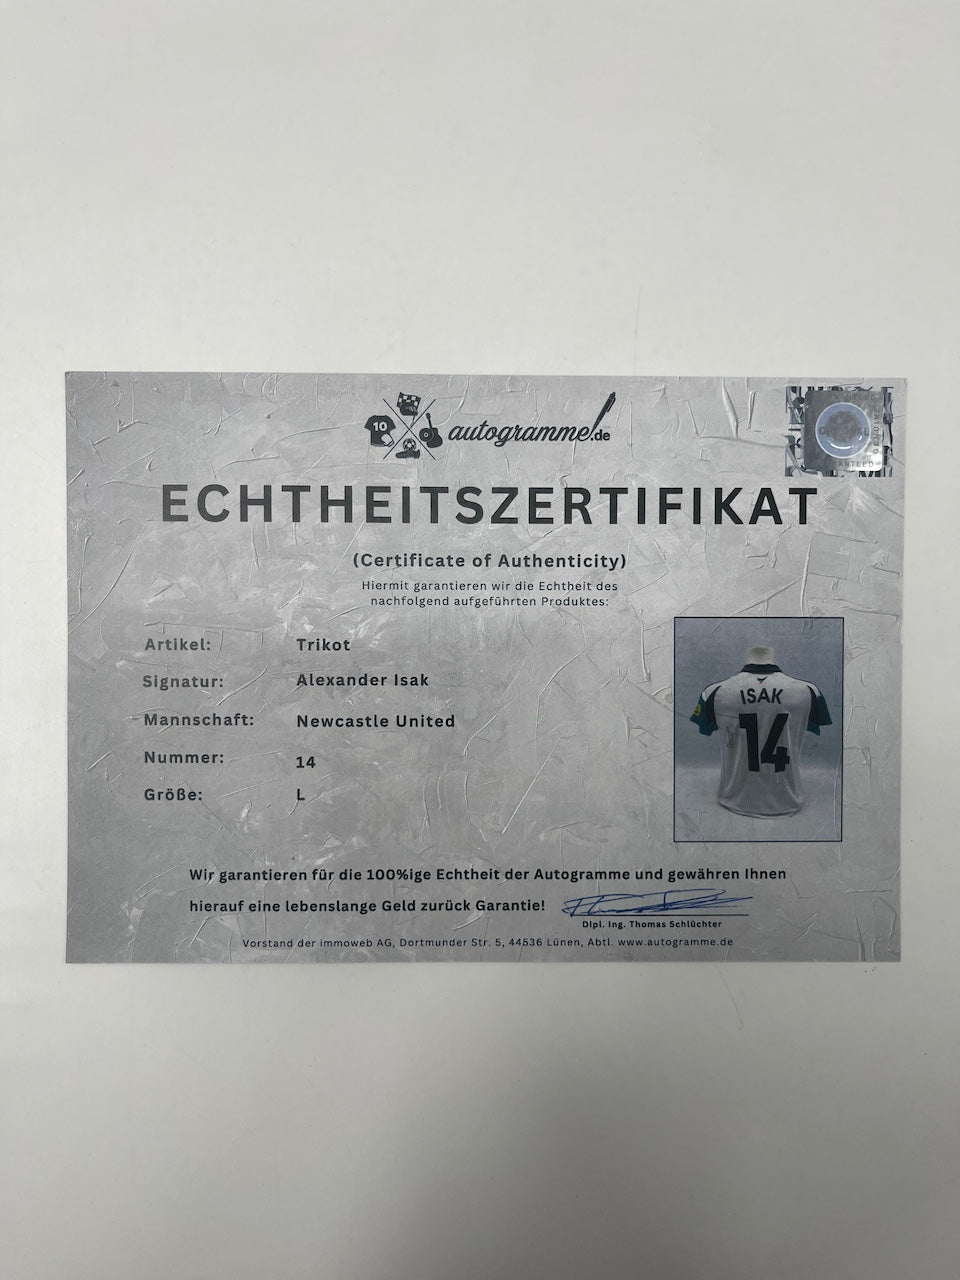 10
autogramme.de
ECHTHEITSZERTIFIKAT
(Certificate of Authenticity)
Hiermit garantieren wir die Echtheit des
nachfolgend aufgeführten Produktes:
Artikel: Trikot
Signatur: Alexander Isak
Mannschaft: Newcastle United
Nummer: 14
Größe: L
ISAK
14
Wir garantieren für die 100%ige Echtheit der Autogramme und gewähren Ihnen
hierauf eine lebenslange Geld zurück Garantie!
Dipl. Ing. Thomas Schlüchter
Vorstand der immoweb AG, Dortmunder Str. 5, 44536 Lünen, Abtl. www.autogramme.de